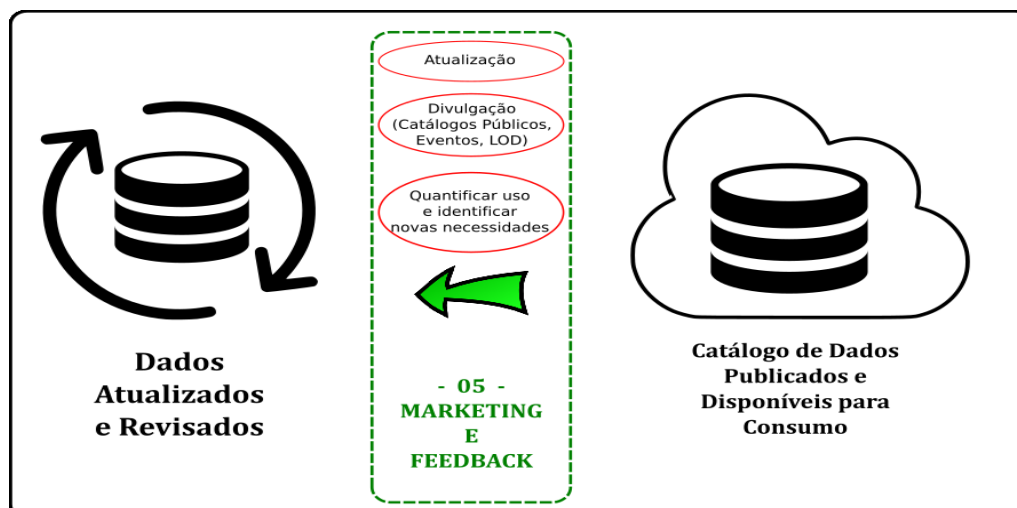 Atualização
Divulgação
(Catálogos Públicos,
Eventos, LOD)
Quantificar uso
e identificar
novas necessidades
Dados
Atualizados
e Revisados
- 05 -
MARKETING
E
FEEDBACK
Catálogo de Dados
Publicados e
Disponíveis para
Consumo